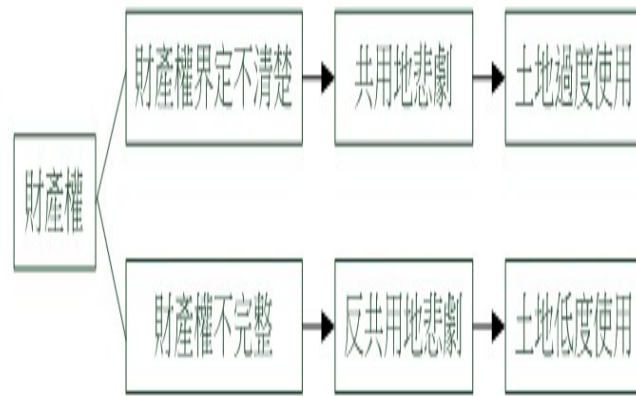 財產權
財產權界定不清楚
共用地悲劇
土地過度使用
財產權不完整
反共用地悲劇
土地低度使用